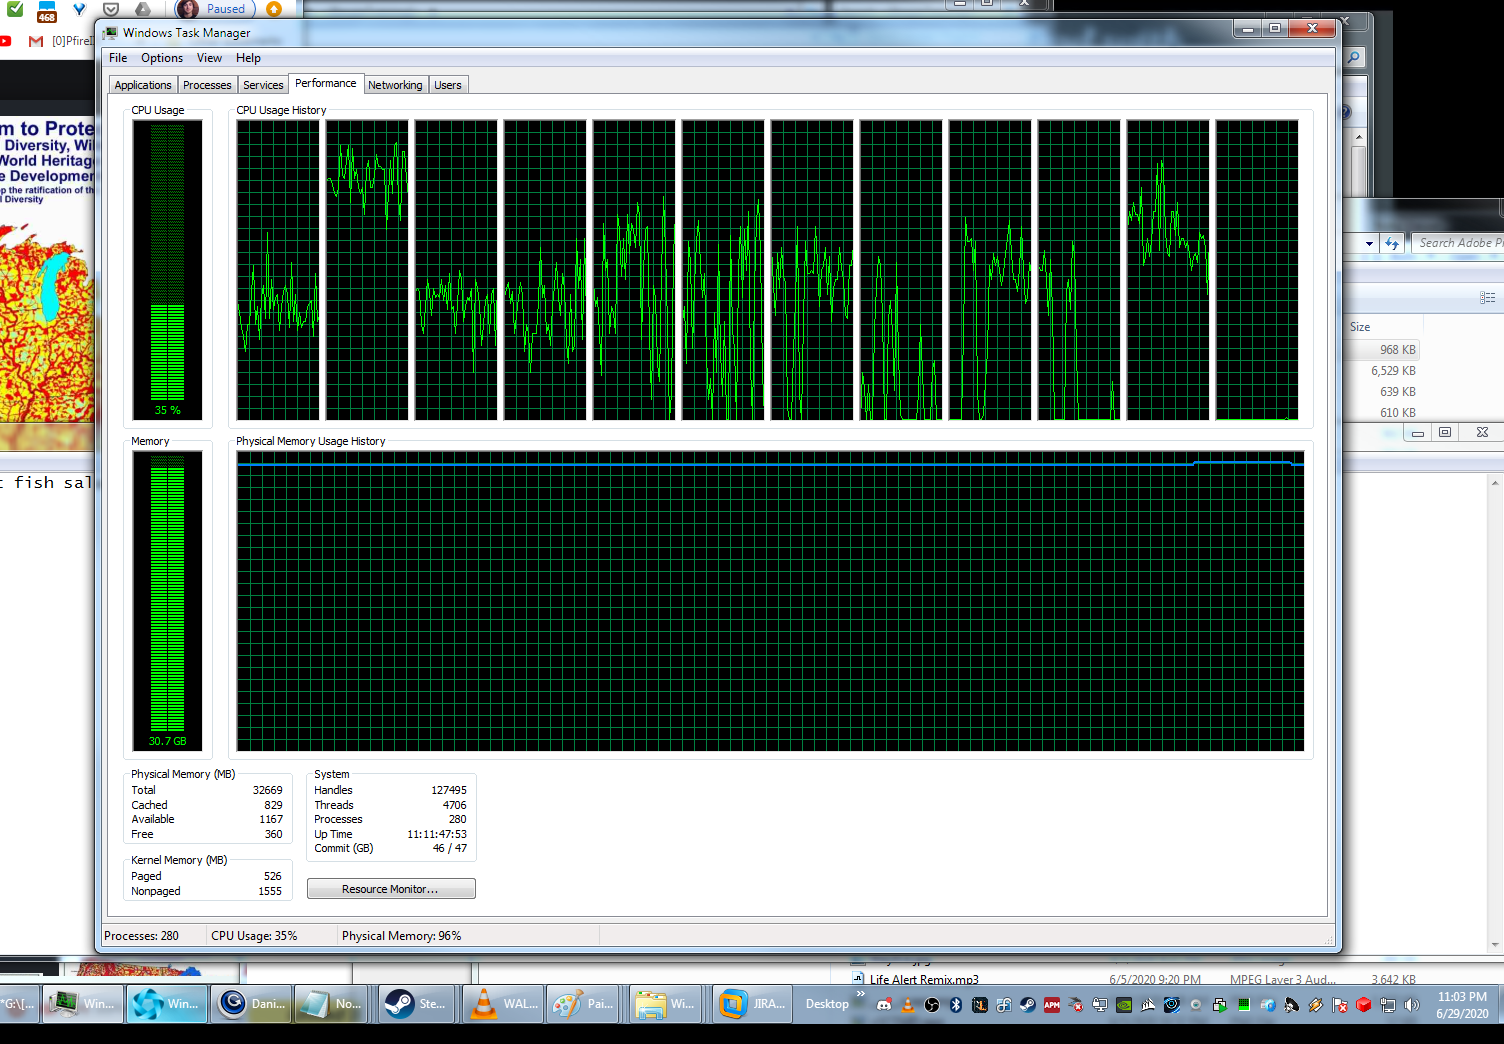 468
Paused
[0]PfireI
Windows Task Manager
File Options View Help
Applications Processes Services Performance Networking Users
CPU Usage
CPU Usage History
35 %
Memory
Physical Memory Usage History
30.7 GB
Physical Memory (MB)
Total 32669
Cached 829
Available 1167
Free 360
Kernel Memory (MB)
Paged 526
Nonpaged 1555
System
Handles 127495
Threads 4706
Processes 280
Up Time 11:11:47:53
Commit (GB) 46 / 47
Resource Monitor...
Processes: 280 CPU Usage: 35% Physical Memory: 96%
m to Prote
Diversity, Wi
World Heritag
e Developmen
op the ratification of th
l Diversity
t fish sal
Search Adobe Pr
Size
968 KB
6,529 KB
639 KB
610 KB
Life Alert Remix.mp3 6/5/2020 9:20 PM MPEG Layer 3 Aud... 3,642 KB
*G:\[... Win... Win... Dani... No... Ste... WAL... Pai... Wi... JIRA... Desktop »
APM
11:03 PM
6/29/2020